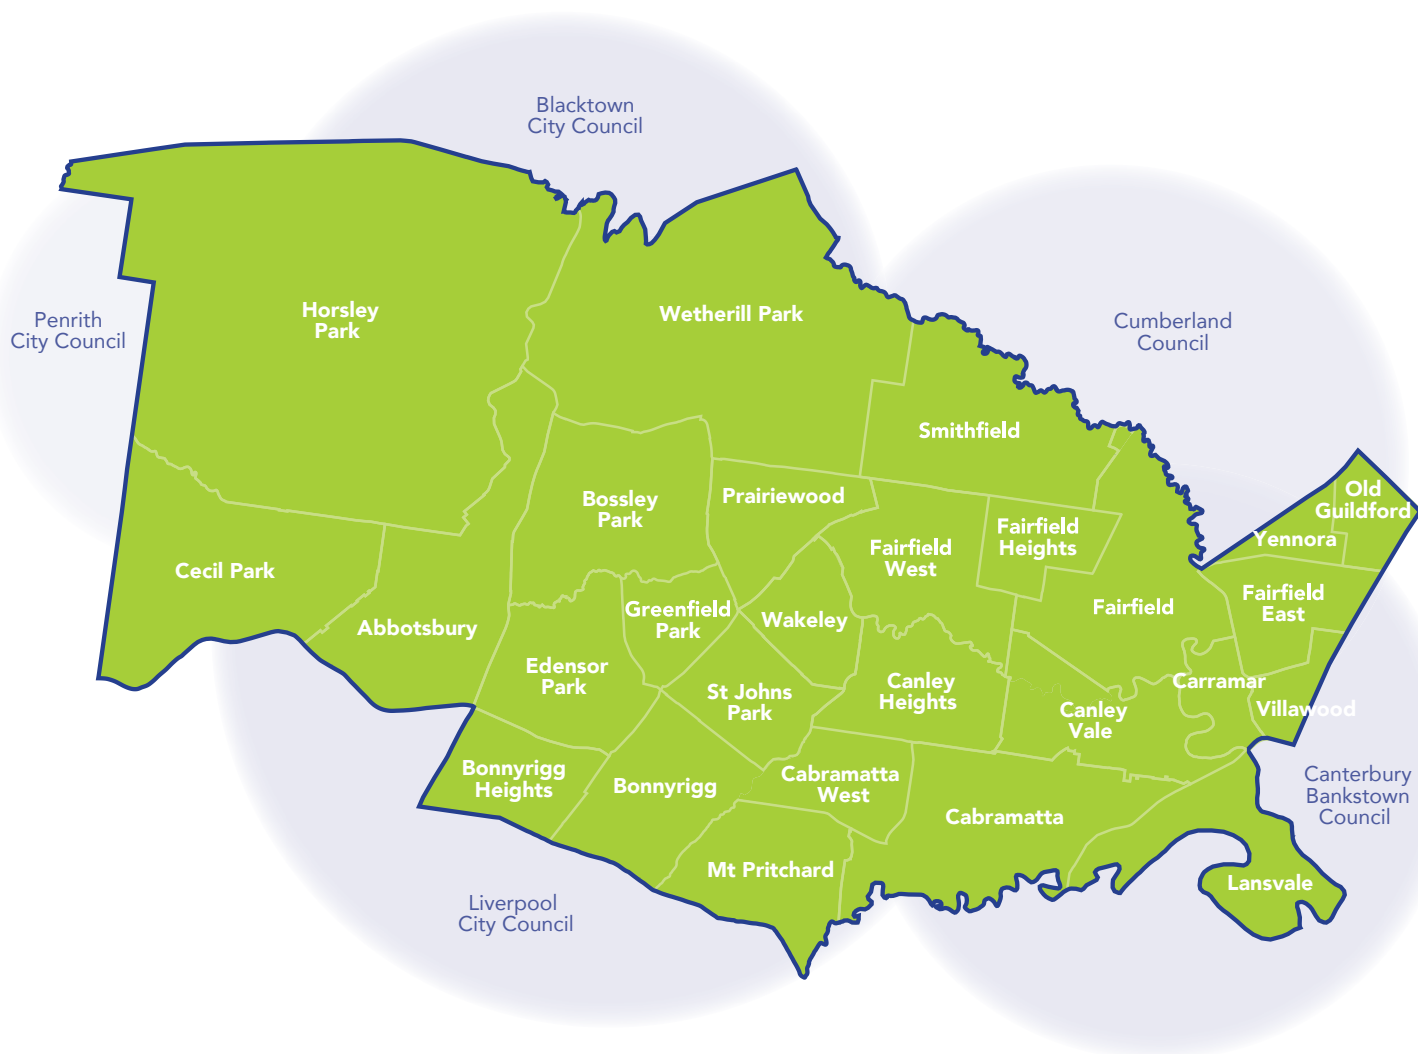 Blacktown
City Council
Horsley
Park
Wetherill Park
Penrith
City Council
Cumberland
Council
Smithfield
Bossley
Park
Prairiewood
Old
Guildford
Fairfield
Heights
Yennora
Fairfield
West
Cecil Park
Fairfield
East
Greenfield
Park
Wakeley
Fairfield
Abbotsbury
Edensor
Park
St Johns
Park
Canley
Heights
Carramar
Canley
Vale
Villawood
Bonnyrigg
Heights
Bonnyrigg
Cabramatta
West
Canterbury
Bankstown
Council
Cabramatta
Mt Pritchard
Lansvale
Liverpool
City Council